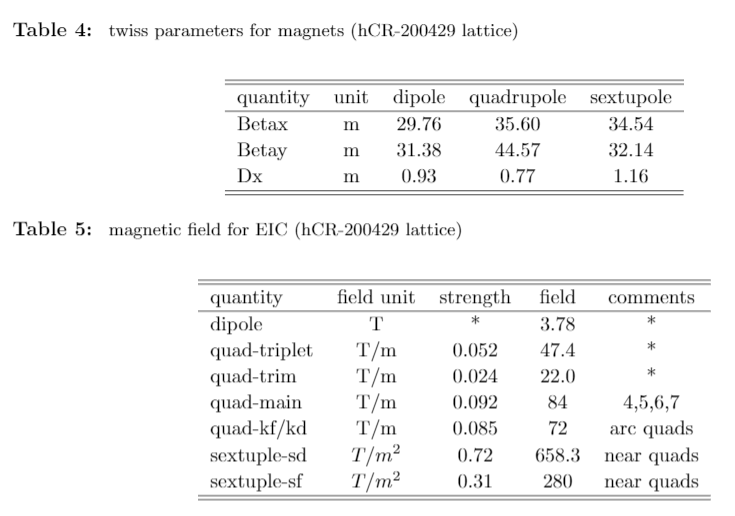 Table 4: twiss parameters for magnets (hCR-200429 lattice)
quantity unit dipole quadrupole sextupole
Betax m 29.76 35.60 34.54
Betay m 31.38 44.57 32.14
Dx m 0.93 0.77 1.16
Table 5: magnetic field for EIC (hCR-200429 lattice)
quantity field unit strength field comments
dipole T * 3.78 *
quad-triplet T/m 0.052 47.4 *
quad-trim T/m 0.024 22.0 *
quad-main T/m 0.092 84 4,5,6,7
quad-kf/kd T/m 0.085 72 arc quads
sextuple-sd T/m² 0.72 658.3 near quads
sextuple-sf T/m² 0.31 280 near quads